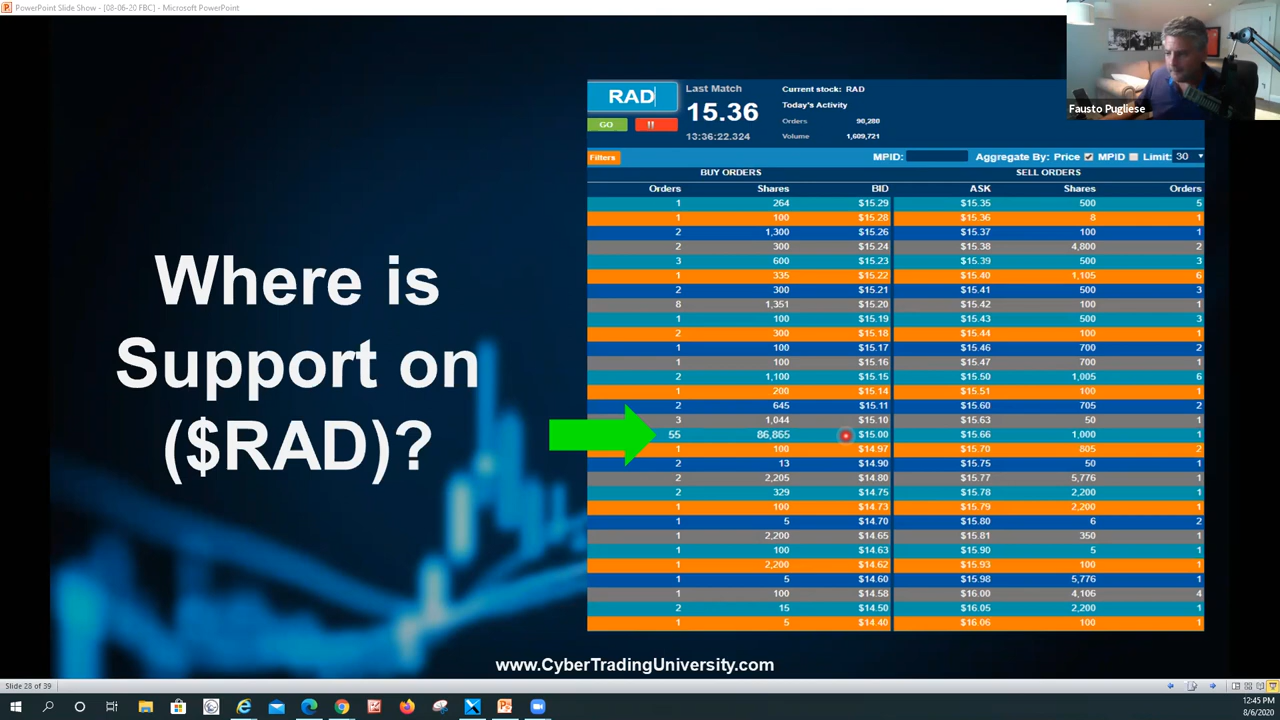 PowerPoint Slide Show - [08-06-20 FBC] - Microsoft PowerPoint
Fausto Pugliese
RAD
GO
!!
Last Match
15.36
13:36:22.324
Current stock: RAD
Today's Activity
Orders 90,280
Volume 1,609,721
Filters
MPID: Aggregate By: Price MPID Limit: 30
BUY ORDERS SELL ORDERS
Orders Shares BID ASK Shares Orders
1 264 $15.29 $15.35 500 5
1 100 $15.28 $15.36 8 1
2 1,300 $15.26 $15.37 100 1
2 300 $15.24 $15.38 4,800 2
3 600 $15.23 $15.39 500 3
1 335 $15.22 $15.40 1,105 6
2 300 $15.21 $15.41 500 3
8 1,351 $15.20 $15.42 100 1
1 100 $15.19 $15.43 500 3
2 300 $15.18 $15.44 100 1
1 100 $15.17 $15.46 700 2
1 100 $15.16 $15.47 700 1
2 1,100 $15.15 $15.50 1,005 6
1 200 $15.14 $15.51 100 1
2 645 $15.11 $15.60 705 2
3 1,044 $15.10 $15.63 50 1
55 86,865 $15.00 $15.66 1,000 1
1 100 $14.97 $15.70 805 2
2 13 $14.90 $15.75 50 1
2 2,205 $14.80 $15.77 5,776 1
2 329 $14.75 $15.78 2,200 1
1 100 $14.73 $15.79 2,200 1
1 5 $14.70 $15.80 6 2
1 2,200 $14.65 $15.81 350 1
1 100 $14.63 $15.90 5 1
1 2,200 $14.62 $15.93 100 1
1 5 $14.60 $15.98 5,776 1
1 100 $14.58 $16.00 4,106 4
2 15 $14.50 $16.05 2,200 1
1 5 $14.40 $16.06 100 1
Where is
Support on
($RAD)?
www.CyberTradingUniversity.com
Slide 28 of 39
12:45 PM
8/6/2020